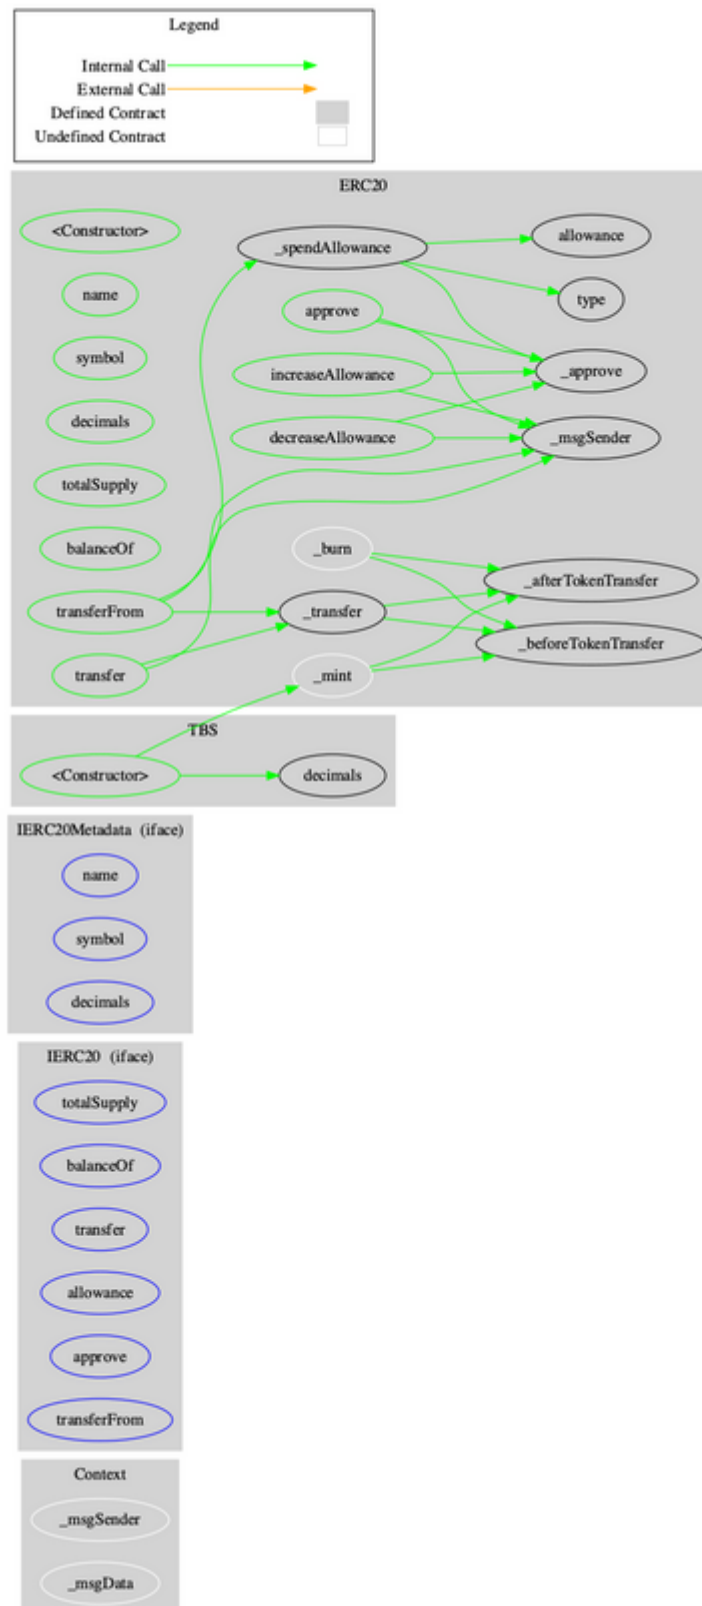 Legend
Internal Call
External Call
Defined Contract
Undefined Contract
ERC20
<Constructor>
name
symbol
decimals
totalSupply
balanceOf
transferFrom
transfer
_spendAllowance
approve
increaseAllowance
decreaseAllowance
_burn
_transfer
_mint
allowance
type
_approve
_msgSender
_afterTokenTransfer
_beforeTokenTransfer
TBS
<Constructor>
decimals
IERC20Metadata (iface)
name
symbol
decimals
IERC20 (iface)
totalSupply
balanceOf
transfer
allowance
approve
transferFrom
Context
_msgSender
_msgData